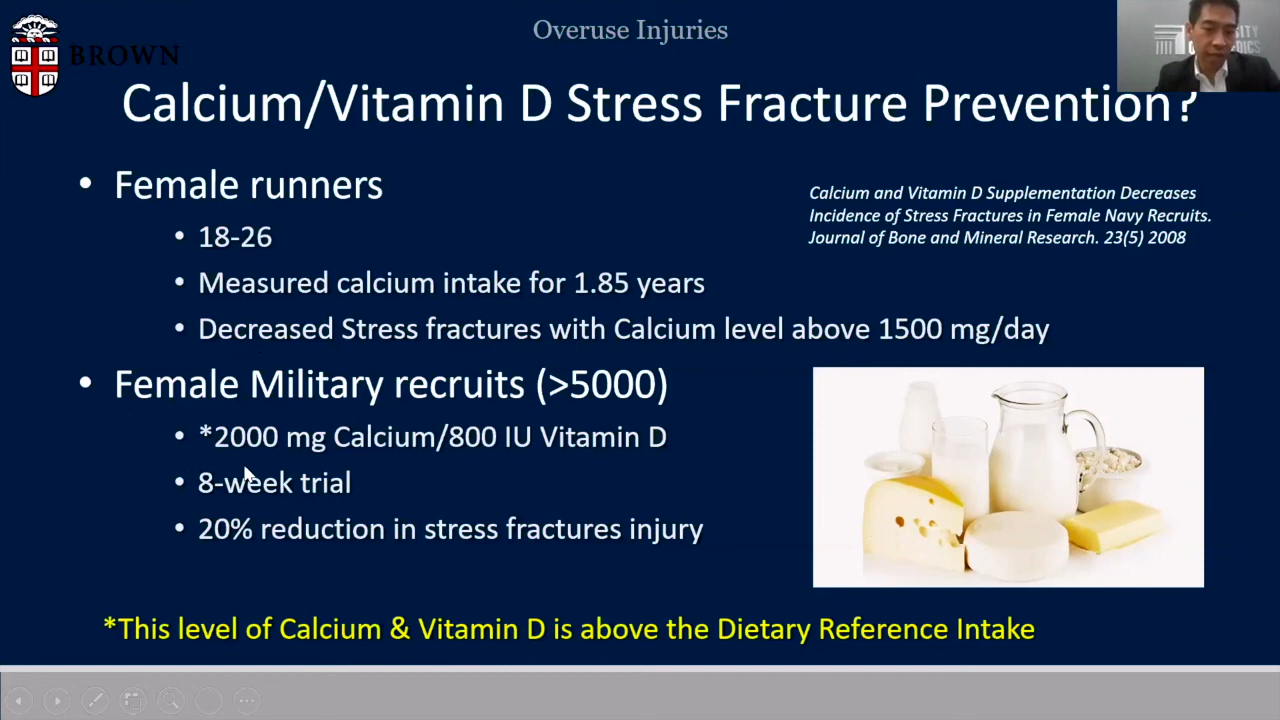 Overuse Injuries
BROWN
Calcium/Vitamin D Stress Fracture Prevention?
• Female runners
• 18-26
• Measured calcium intake for 1.85 years
• Decreased Stress fractures with Calcium level above 1500 mg/day
Calcium and Vitamin D Supplementation Decreases
Incidence of Stress Fractures in Female Navy Recruits.
Journal of Bone and Mineral Research. 23(5) 2008
• Female Military recruits (>5000)
• *2000 mg Calcium/800 IU Vitamin D
• 8-week trial
• 20% reduction in stress fractures injury
*This level of Calcium & Vitamin D is above the Dietary Reference Intake